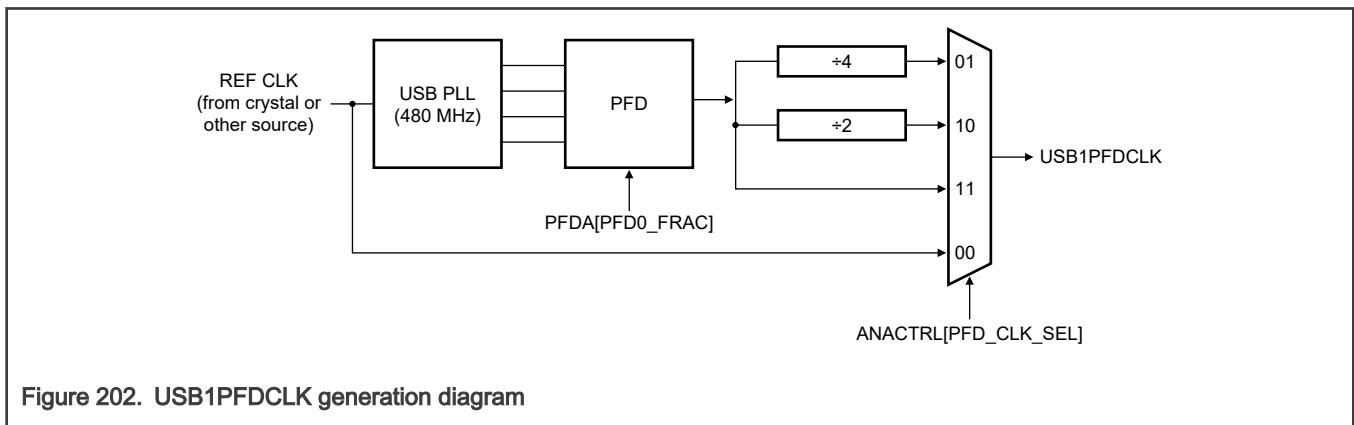 REF CLK
(from crystal or
other source)
USB PLL
(480 MHz)
PFD
÷4
÷2
01
10
11
00
USB1PFDCLK
PFDA[PFD0_FRAC]
ANACTRL[PFD_CLK_SEL]
Figure 202. USB1PFDCLK generation diagram